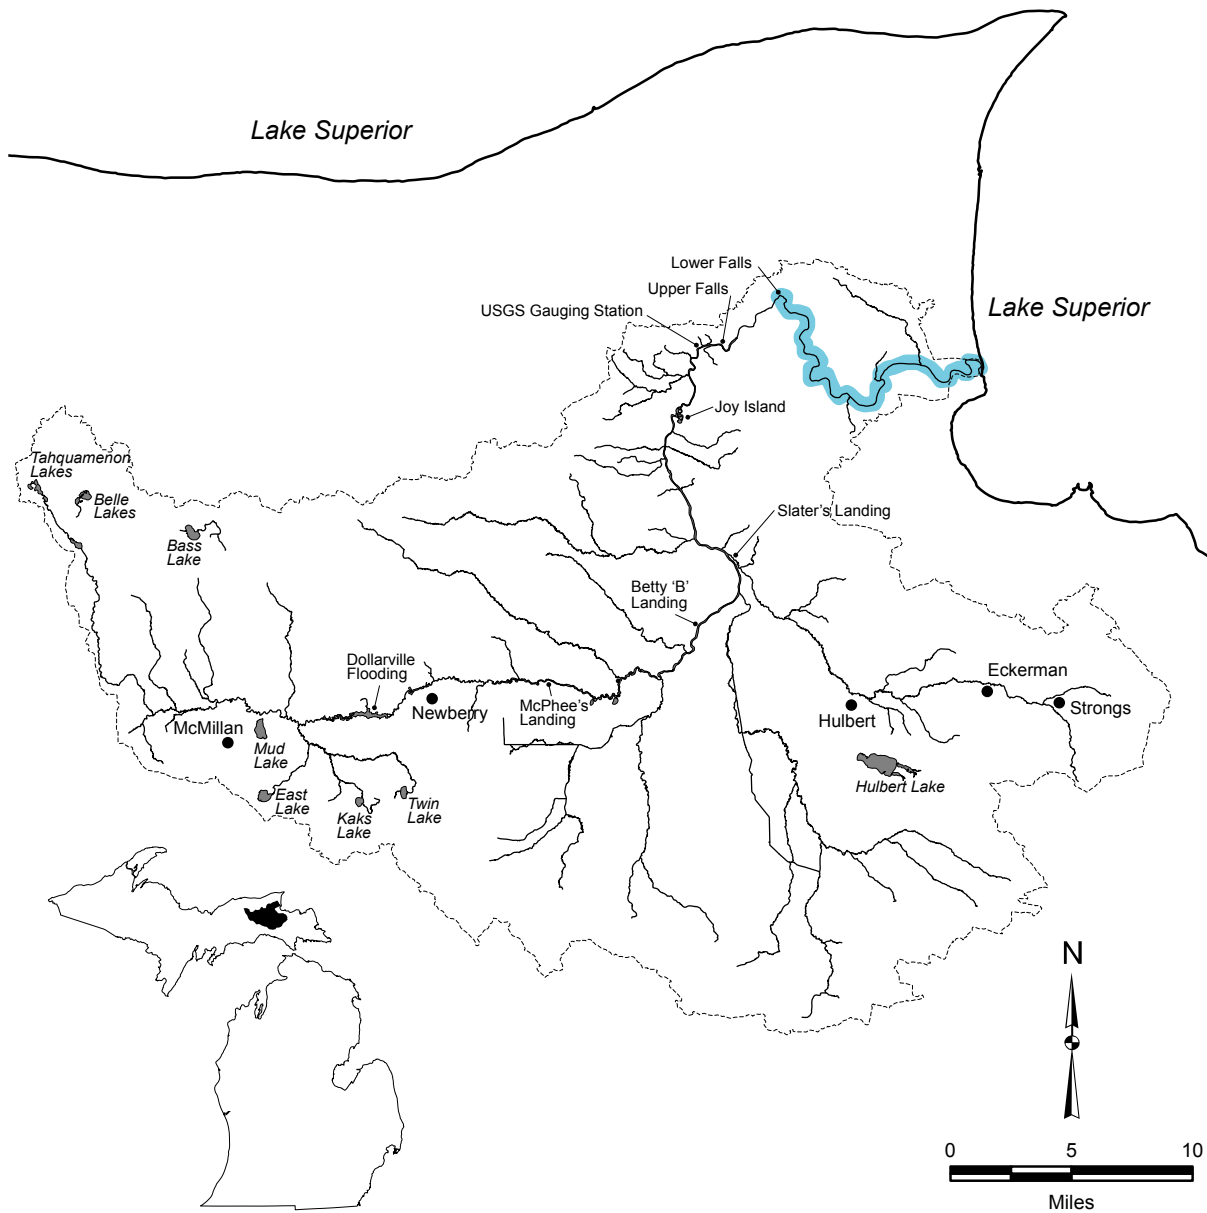 Lake Superior
Lower Falls
Upper Falls
USGS Gauging Station
Lake Superior
Joy Island
Tahquamenon
Lakes
Belle
Lakes
Bass
Lake
Slater's Landing
Betty 'B'
Landing
Dollarville
Flooding
Newberry
McPhee's
Landing
McMillan
Mud
Lake
East
Lake
Kaks
Lake
Twin
Lake
Eckerman
Strongs
Hulbert
Hulbert Lake
N
0 5 10
Miles